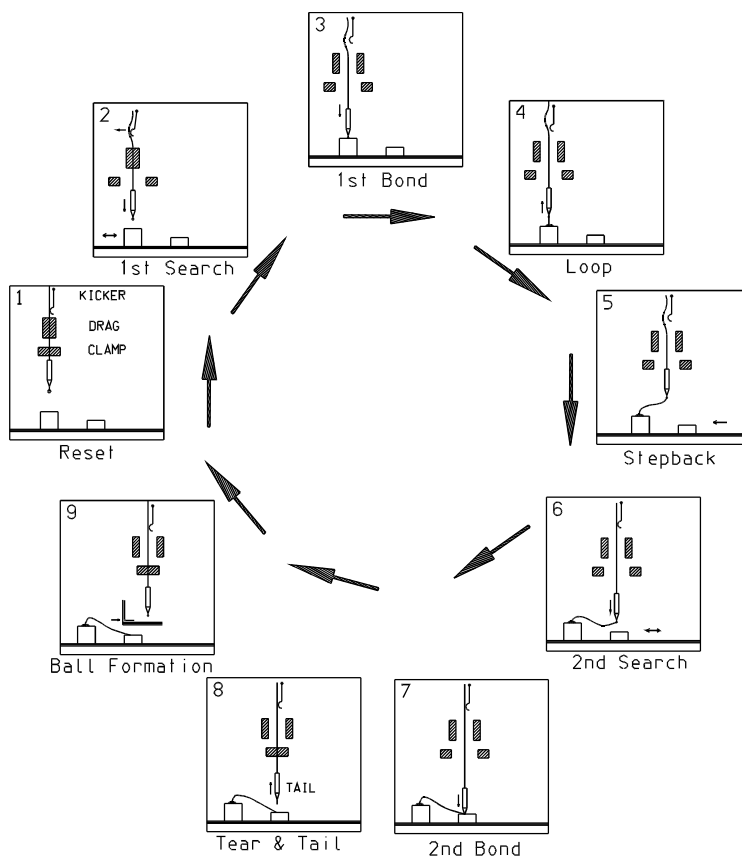 1
KICKER
DRAG
CLAMP
Reset
2
1st Search
3
1st Bond
4
Loop
5
Stepback
6
2nd Search
7
2nd Bond
8
TAIL
Tear & Tail
9
Ball Formation